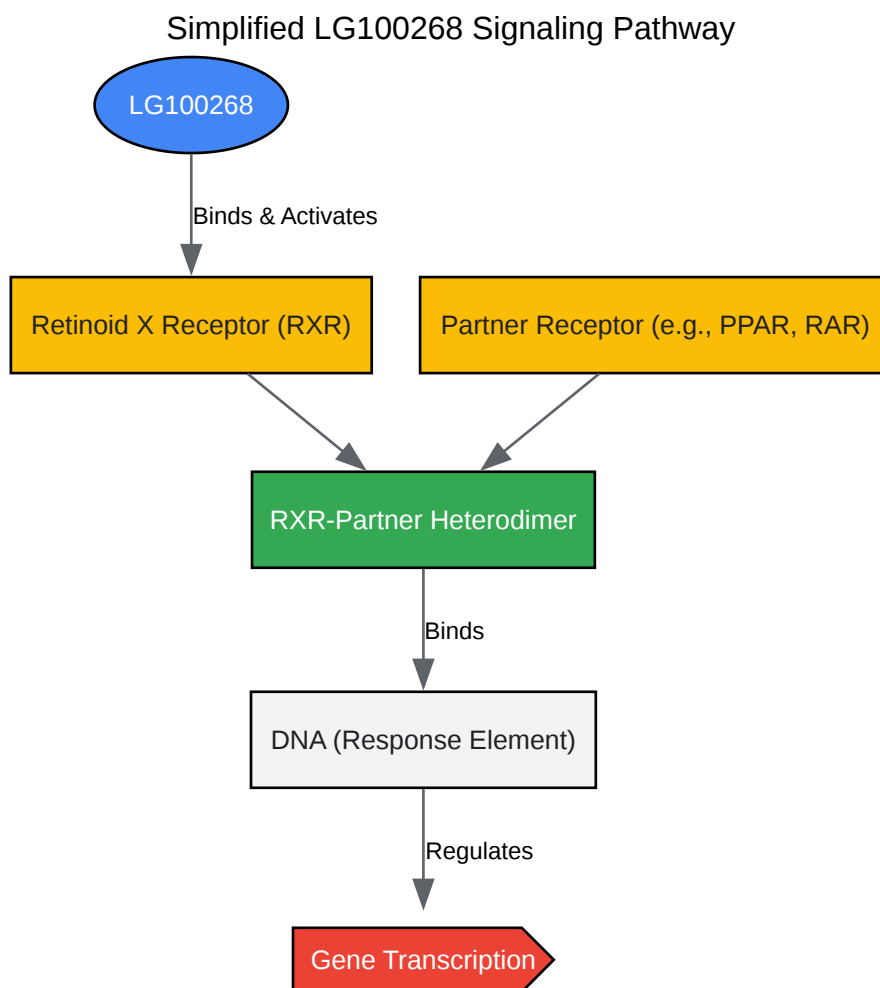 Simplified LG100268 Signaling Pathway
LG100268
Binds & Activates
Retinoid X Receptor (RXR)
Partner Receptor (e.g., PPAR, RAR)
RXR-Partner Heterodimer
Binds
DNA (Response Element)
Regulates
Gene Transcription